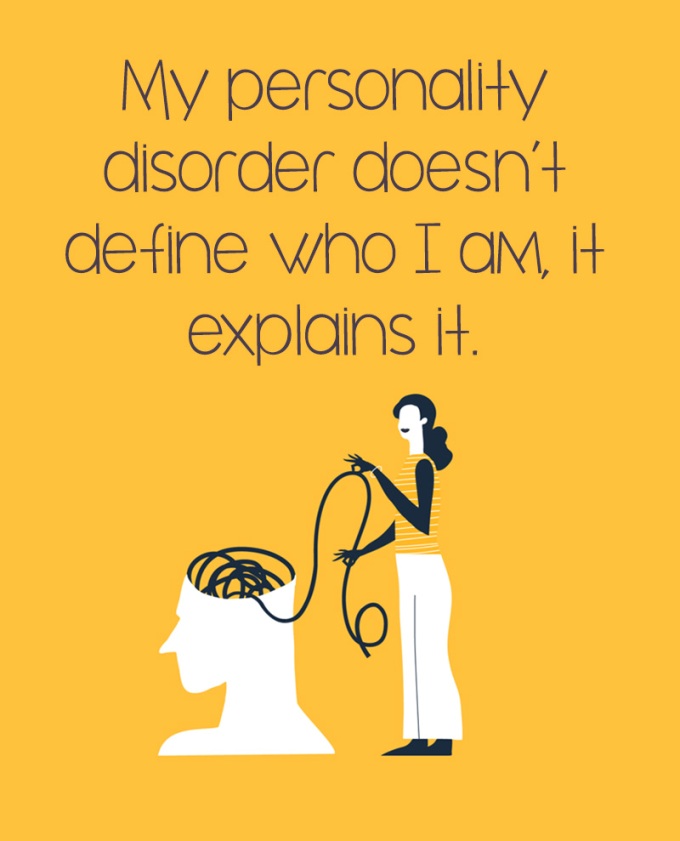 My personality
disorder doesn't
define who I am, it
explains it.